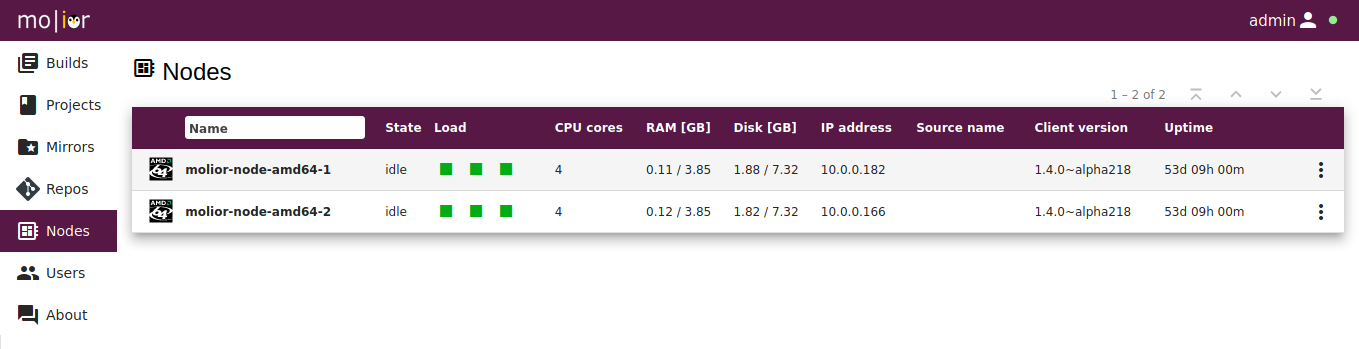 molior
admin
Builds
Projects
Mirrors
Repos
Nodes
Users
About
Nodes
1 – 2 of 2
Name State Load CPU cores RAM [GB] Disk [GB] IP address Source name Client version Uptime
AMD 64 molior-node-amd64-1 idle 4 0.11 / 3.85 1.88 / 7.32 10.0.0.182 1.4.0~alpha218 53d 09h 00m
AMD 64 molior-node-amd64-2 idle 4 0.12 / 3.85 1.82 / 7.32 10.0.0.166 1.4.0~alpha218 53d 09h 00m